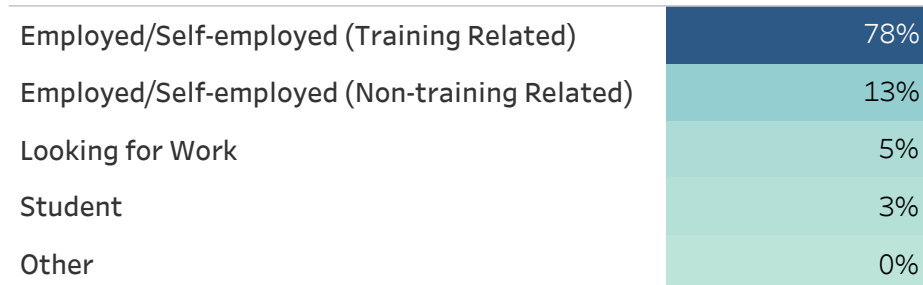 Employed/Self-employed (Training Related) 78%
Employed/Self-employed (Non-training Related) 13%
Looking for Work 5%
Student 3%
Other 0%